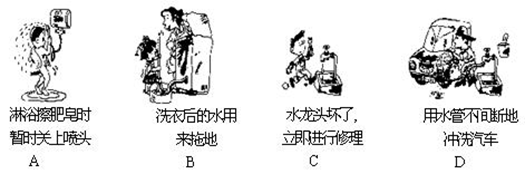 淋浴擦肥皂时
暂时关上喷头
A
洗衣后的水用
来拖地
B
水龙头坏了,
立即进行修理
C
用水管不间断地
冲洗汽车
D